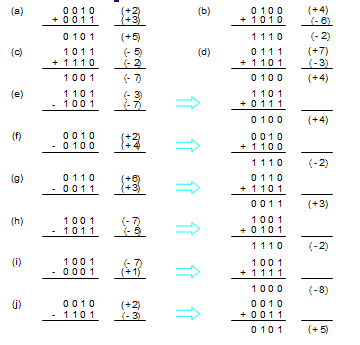 (a) 0 0 1 0 (+2) (b) 0 1 0 0 (+4)
+ 0 0 1 1 (+3) + 1 0 1 0 (- 6)
0 1 0 1 (+5) 1 1 1 0 (- 2)
(c) 1 0 1 1 (- 5) (d) 0 1 1 1 (+7)
+ 1 1 1 0 (- 2) + 1 1 0 1 (- 3)
1 0 0 1 (- 7) 0 1 0 0 (+4)
(e) 1 1 0 1 (- 3) 1 1 0 1
- 1 0 0 1 (- 7) + 0 1 1 1
0 1 0 0 (+4)
(f) 0 0 1 0 (+2) 0 0 1 0
- 0 1 0 0 (+4) + 1 1 0 0
1 1 1 0 (- 2)
(g) 0 1 1 0 (+6) 0 1 1 0
- 0 0 1 1 (+3) + 1 1 0 1
0 0 1 1 (+3)
(h) 1 0 0 1 (- 7) 1 0 0 1
- 1 0 1 1 (- 5) + 0 1 0 1
1 1 1 0 (- 2)
(i) 1 0 0 1 (- 7) 1 0 0 1
- 0 0 0 1 (+1) + 1 1 1 1
1 0 0 0 (- 8)
(j) 0 0 1 0 (+2) 0 0 1 0
- 1 1 0 1 (- 3) + 0 0 1 1
0 1 0 1 (+5)